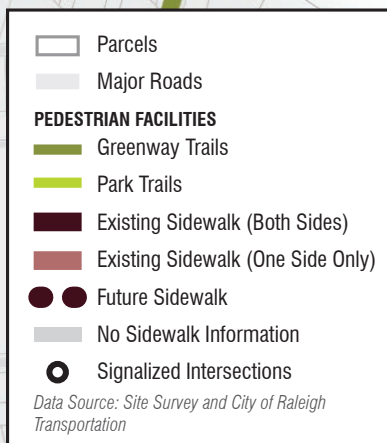 Parcels
Major Roads
PEDESTRIAN FACILITIES
Greenway Trails
Park Trails
Existing Sidewalk (Both Sides)
Existing Sidewalk (One Side Only)
Future Sidewalk
No Sidewalk Information
Signalized Intersections
Data Source: Site Survey and City of Raleigh
Transportation